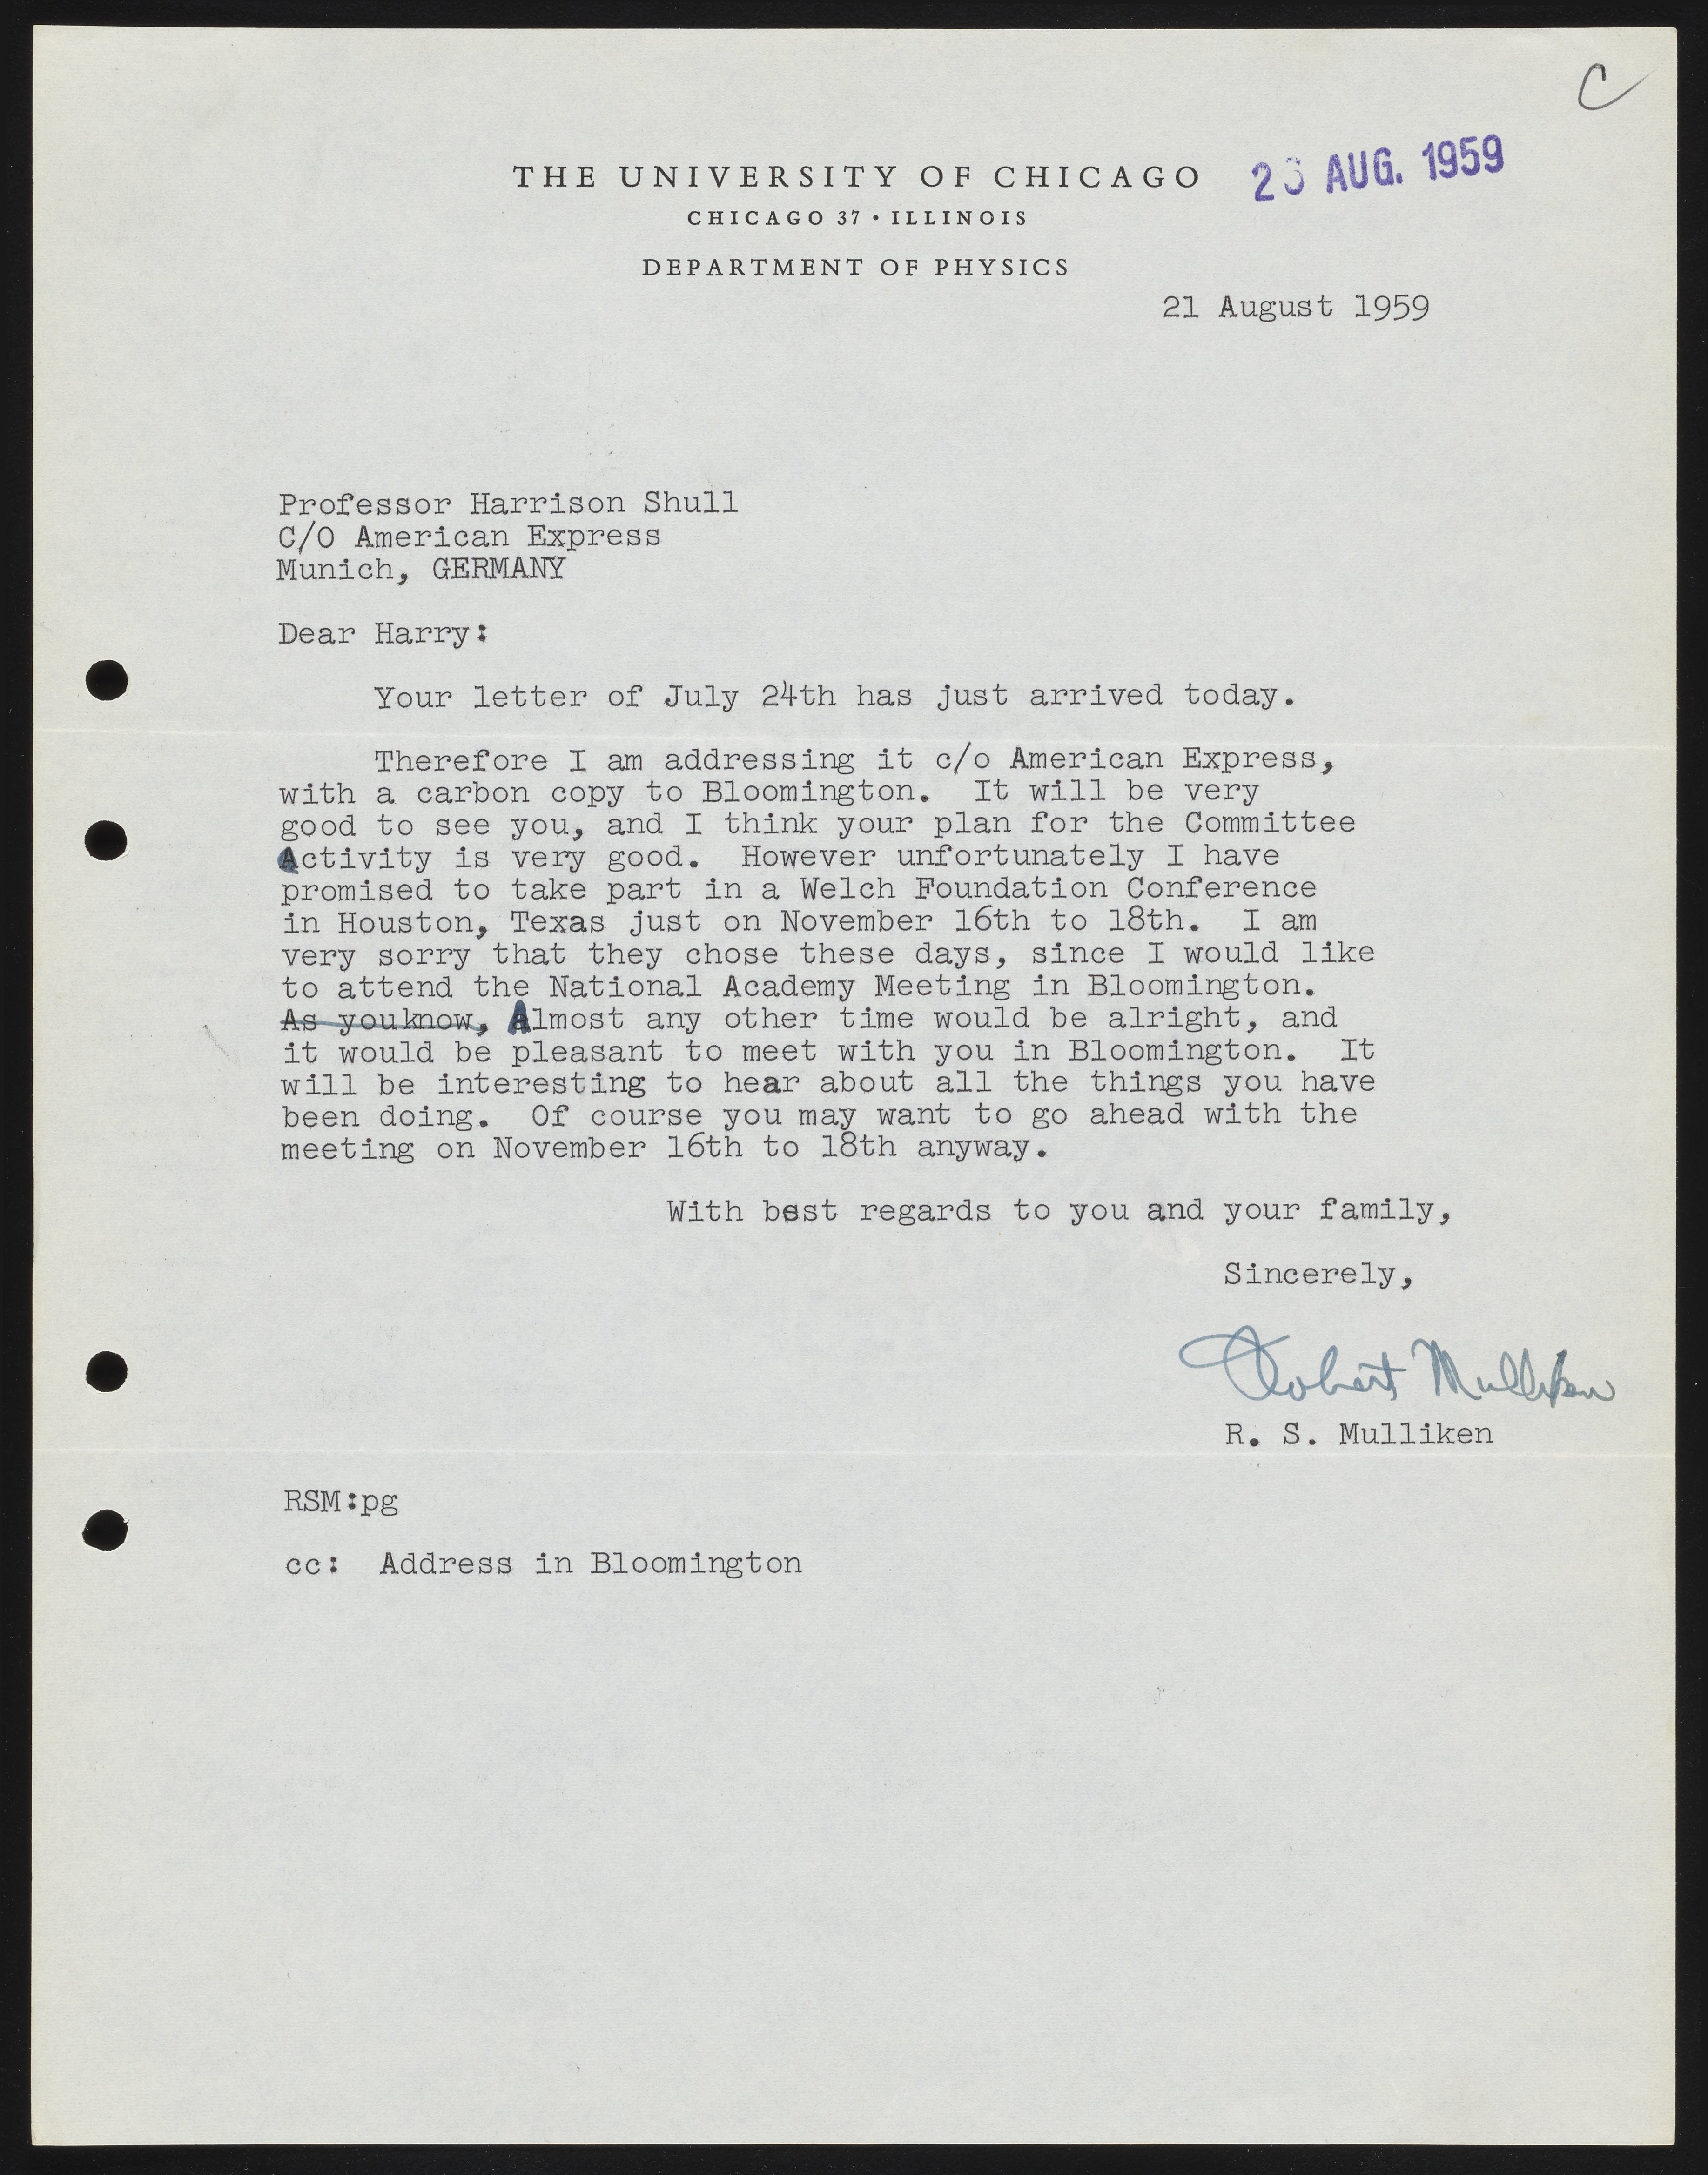 C
THE UNIVERSITY OF CHICAGO
AUG. 1959
CHICAGO 37 • ILLINOIS
DEPARTMENT OF PHYSICS
21 August 1959
Professor Harrison Shull
C/O American Express
Munich, GERMANY
Dear Harry:
Your letter of July 24th has just arrived today.
Therefore I am addressing it c/o American Express,
with a carbon copy to Bloomington. It will be very
good to see you, and I think your plan for the Committee
Activity is very good. However unfortunately I have
promised to take part in a Welch Foundation Conference
in Houston, Texas just on November 16th to 18th. I am
very sorry that they chose these days, since I would like
to attend the National Academy Meeting in Bloomington.
As youknow, Almost any other time would be alright, and
it would be pleasant to meet with you in Bloomington. It
will be interesting to hear about all the things you have
been doing. Of course you may want to go ahead with the
meeting on November 16th to 18th anyway.
With best regards to you and your family,
Sincerely,
Robert Mulliken
R. S. Mulliken
RSM:pg
cc: Address in Bloomington